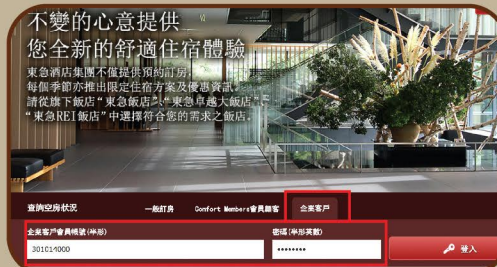 不變的心意提供
您全新的舒適住宿體驗
東急酒店集團不僅提供預約訂房,
每個季節亦推出限定住宿方案及優惠資訊。
請從旗下飯店“東急飯店”、“東急卓越大飯店”、
“東急REI飯店”中選擇符合您的需求之飯店。
查詢空房狀況 一般訂房 Comfort Members會員顧客 企業客戶
企業客戶會員帳號(半形) 密碼(半形英數)
301014000 •••••••• 登入